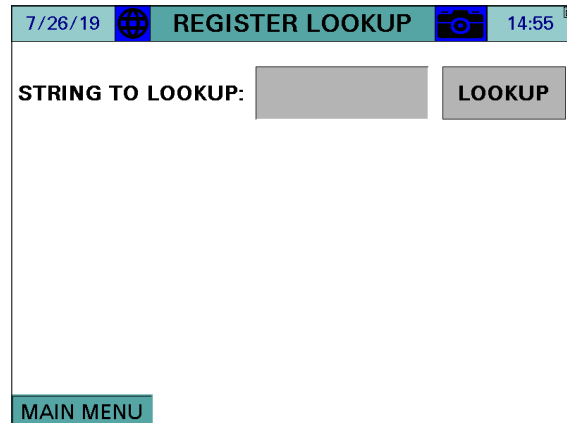 7/26/19 REGISTER LOOKUP 14:55
STRING TO LOOKUP: LOOKUP
MAIN MENU